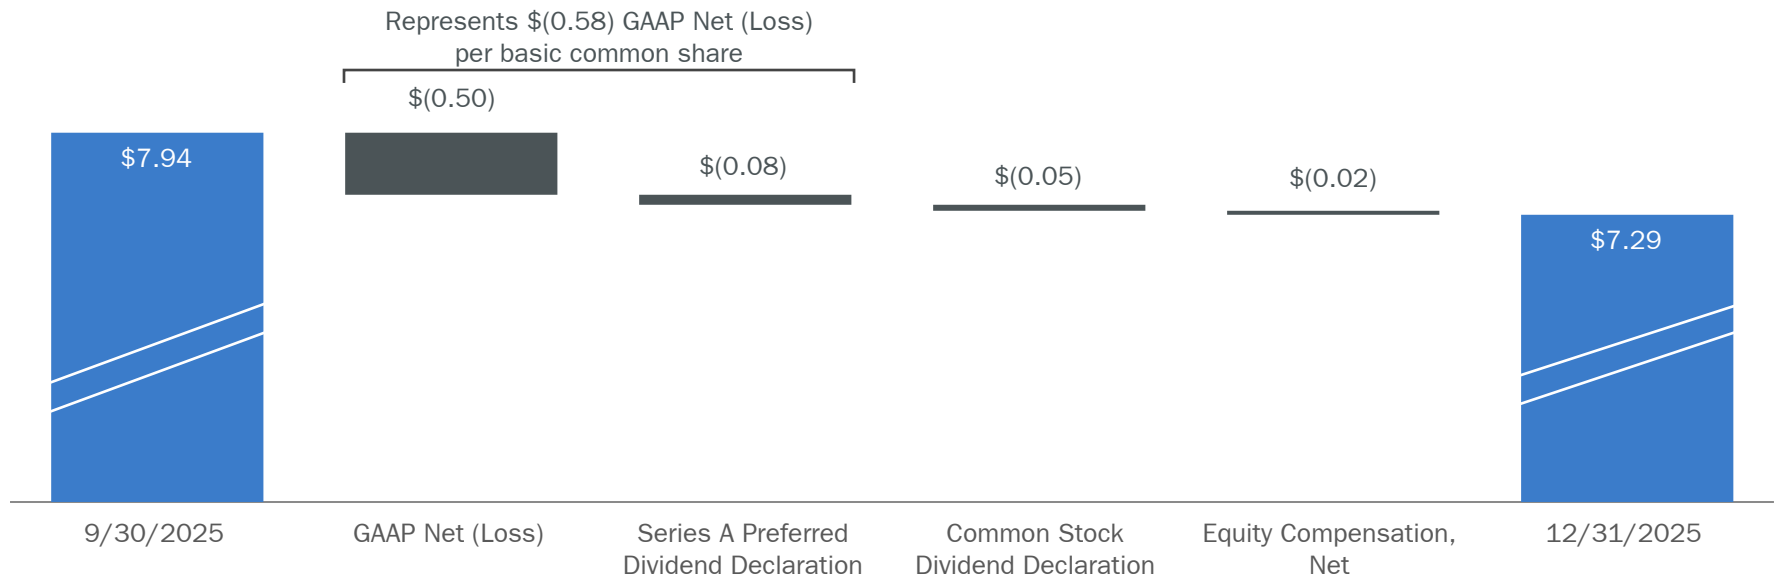 Represents $(0.58) GAAP Net (Loss)
per basic common share
$(0.50)
$7.94
$(0.08)
$(0.05)
$(0.02)
$7.29
9/30/2025
GAAP Net (Loss)
Series A Preferred
Dividend Declaration
Common Stock
Dividend Declaration
Equity Compensation,
Net
12/31/2025